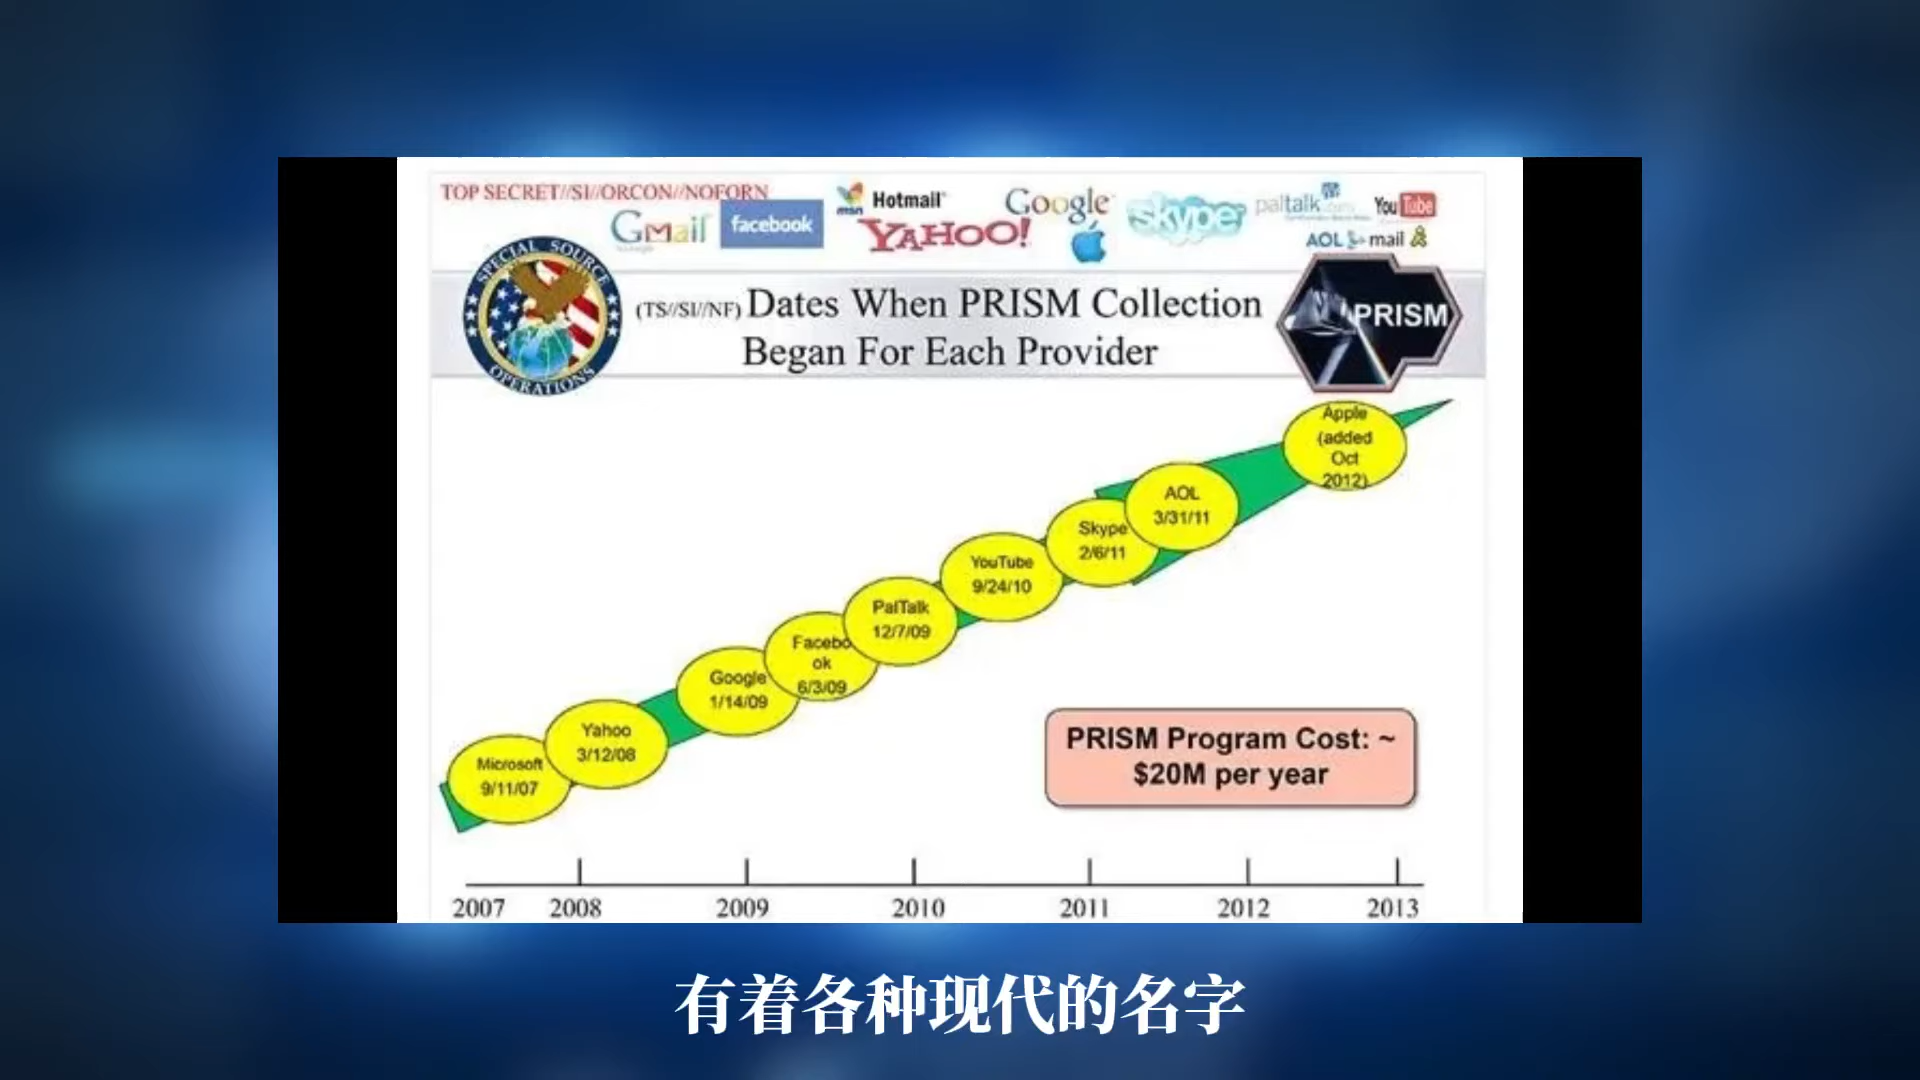 TOP SECRET//SI//ORCON//NOFORN
Gmail
facebook
msn
Hotmail
YAHOO!
Google
skype
paltalk.com
YouTube
AOL mail
SPECIAL SOURCE
OPERATIONS
(TS//SI//NF) Dates When PRISM Collection
Began For Each Provider
PRISM
Microsoft
9/11/07
Yahoo
3/12/08
Google
1/14/09
Facebo
ok
6/3/09
PalTalk
12/7/09
YouTube
9/24/10
Skype
2/6/11
AOL
3/31/11
Apple
(added
Oct
2012)
PRISM Program Cost: ~
$20M per year
2007 2008 2009 2010 2011 2012 2013
有着各种现代的名字